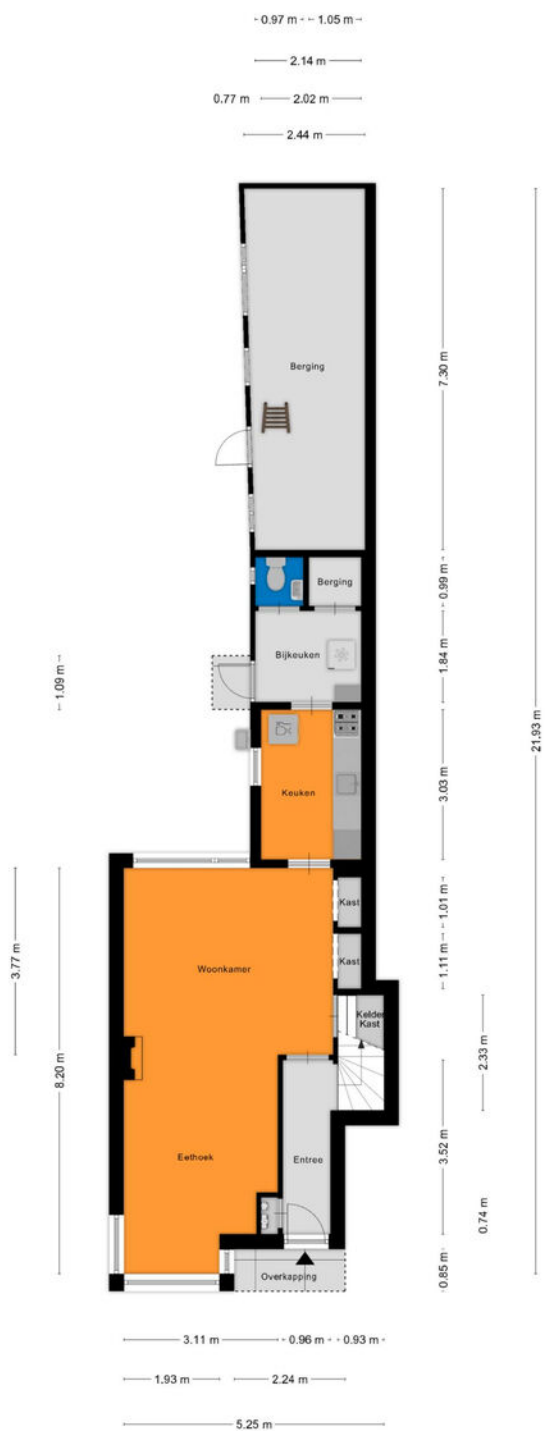 0.97 m
1.05 m
2.14 m
0.77 m
2.02 m
2.44 m
Berging
7.30 m
21.93 m
Berging
0.99 m
Bijkeuken
1.84 m
1.09 m
Keuken
3.03 m
Kast
1.01 m
Woonkamer
Kast
1.11 m
3.77 m
Kelder
Kast
2.33 m
8.20 m
Eethoek
Entree
3.52 m
0.74 m
Overkapping
0.85 m
3.11 m
0.96 m
0.93 m
1.93 m
2.24 m
5.25 m